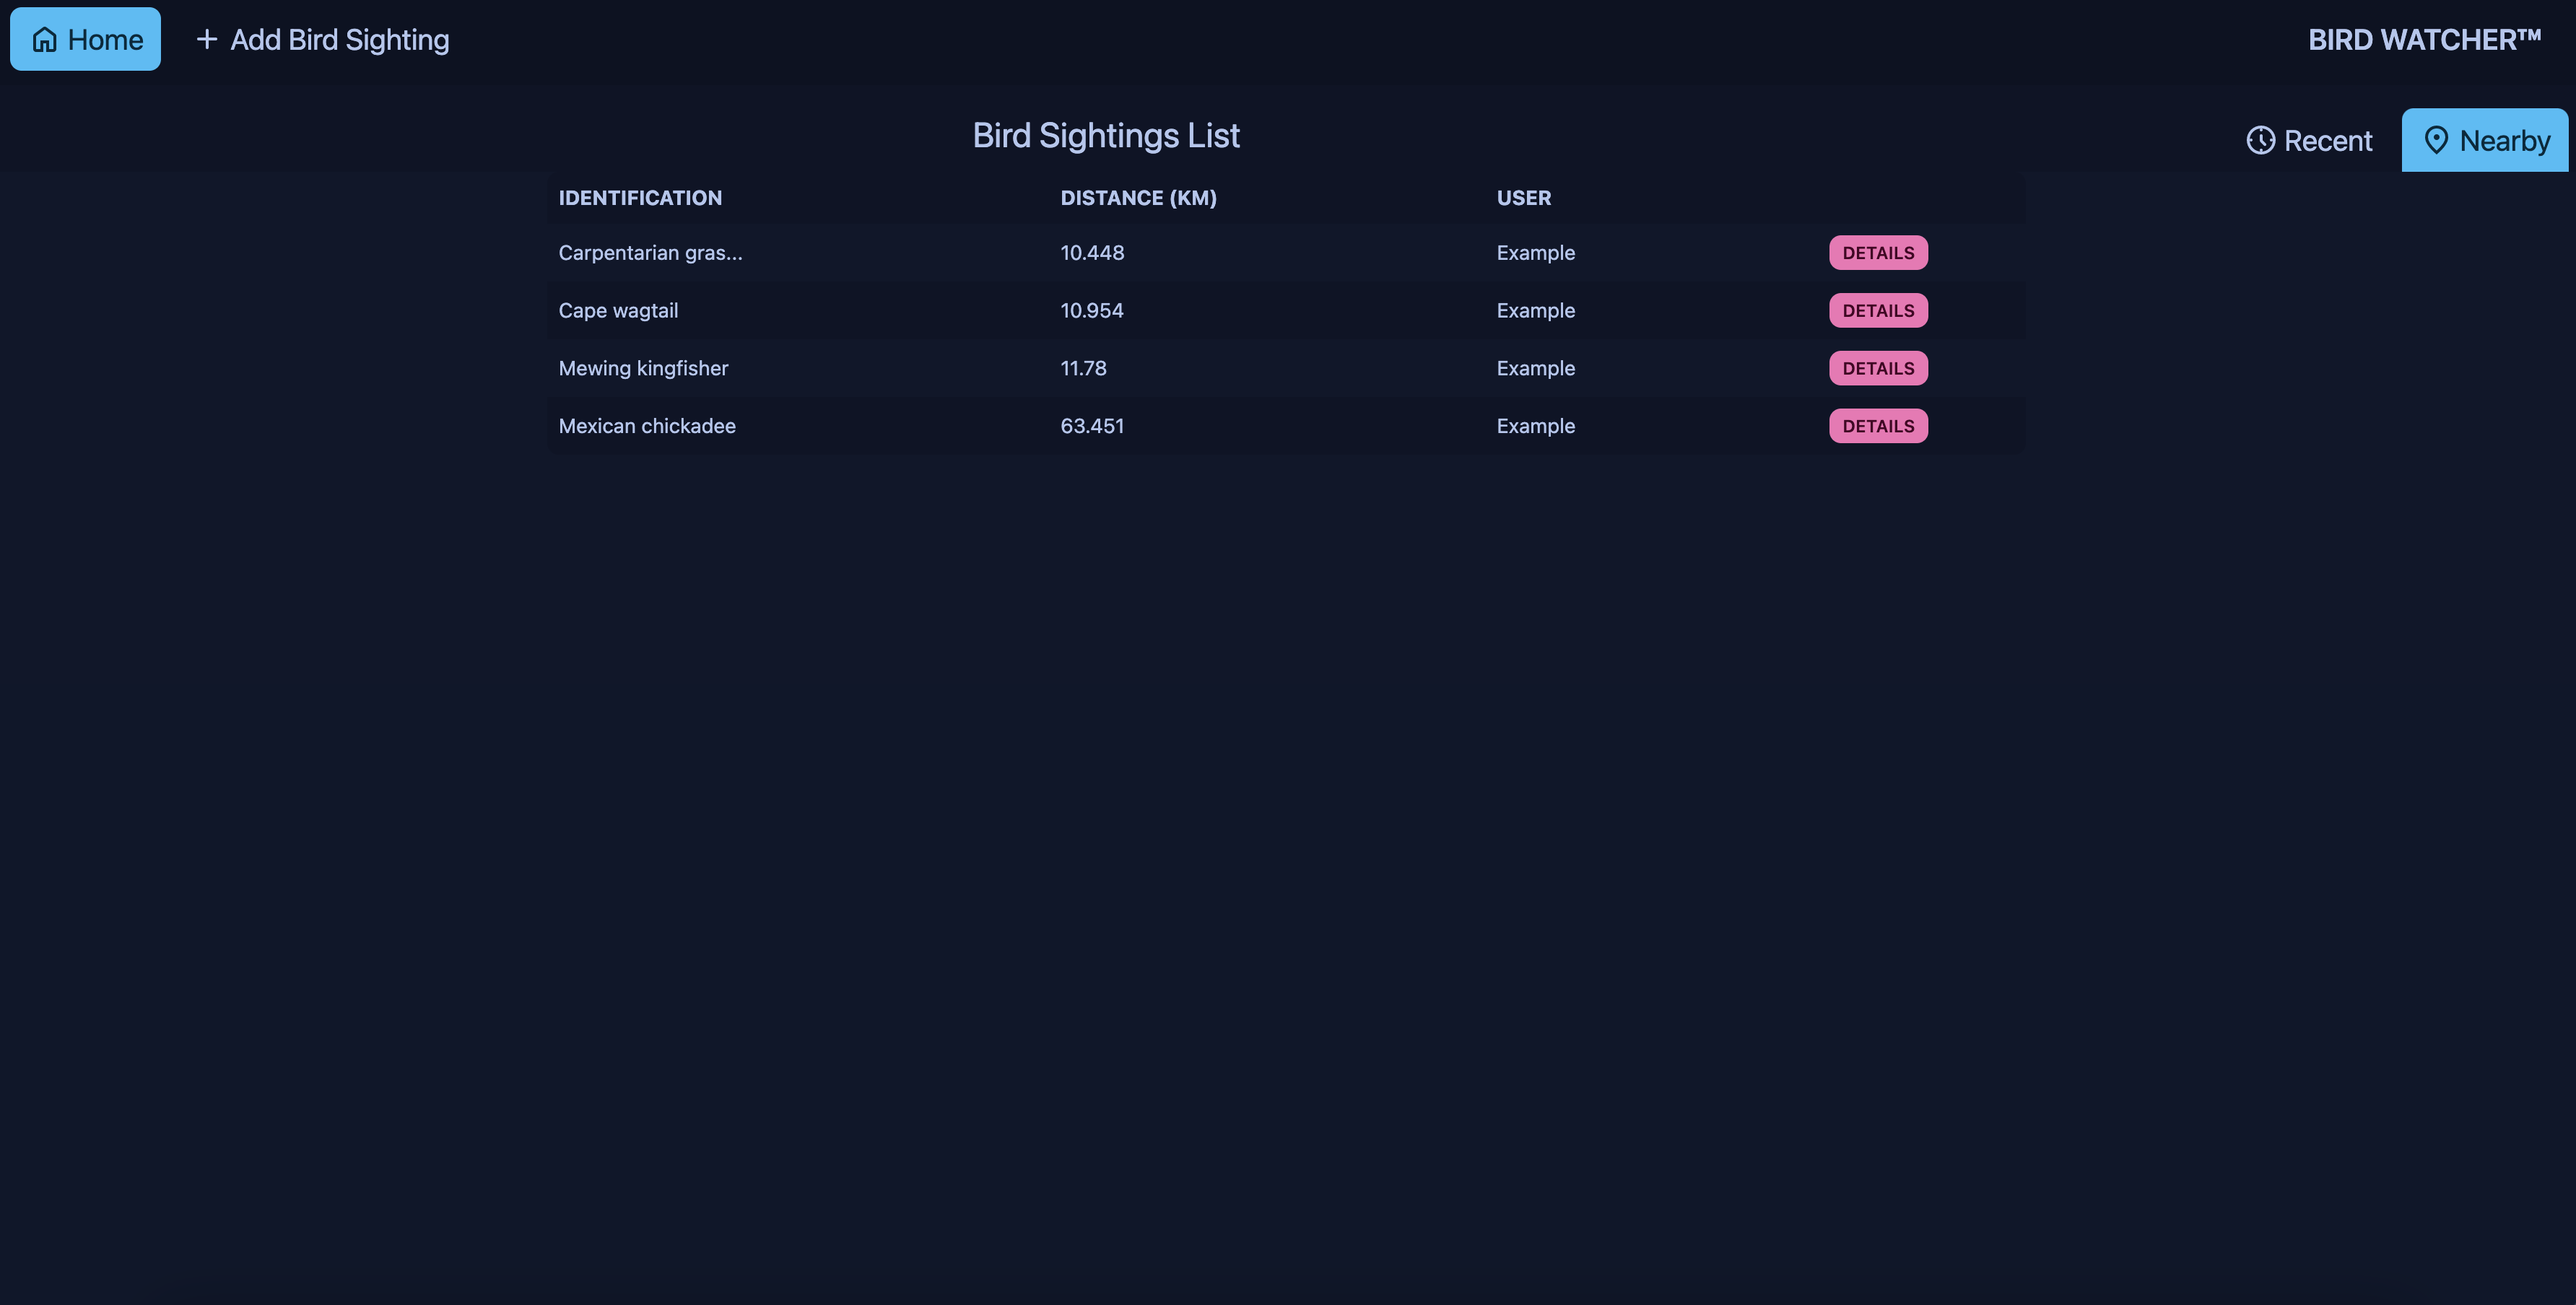 Home + Add Bird Sighting BIRD WATCHER™
Bird Sightings List Recent Nearby
IDENTIFICATION DISTANCE (KM) USER
Carpentarian gras... 10.448 Example DETAILS
Cape wagtail 10.954 Example DETAILS
Mewing kingfisher 11.78 Example DETAILS
Mexican chickadee 63.451 Example DETAILS